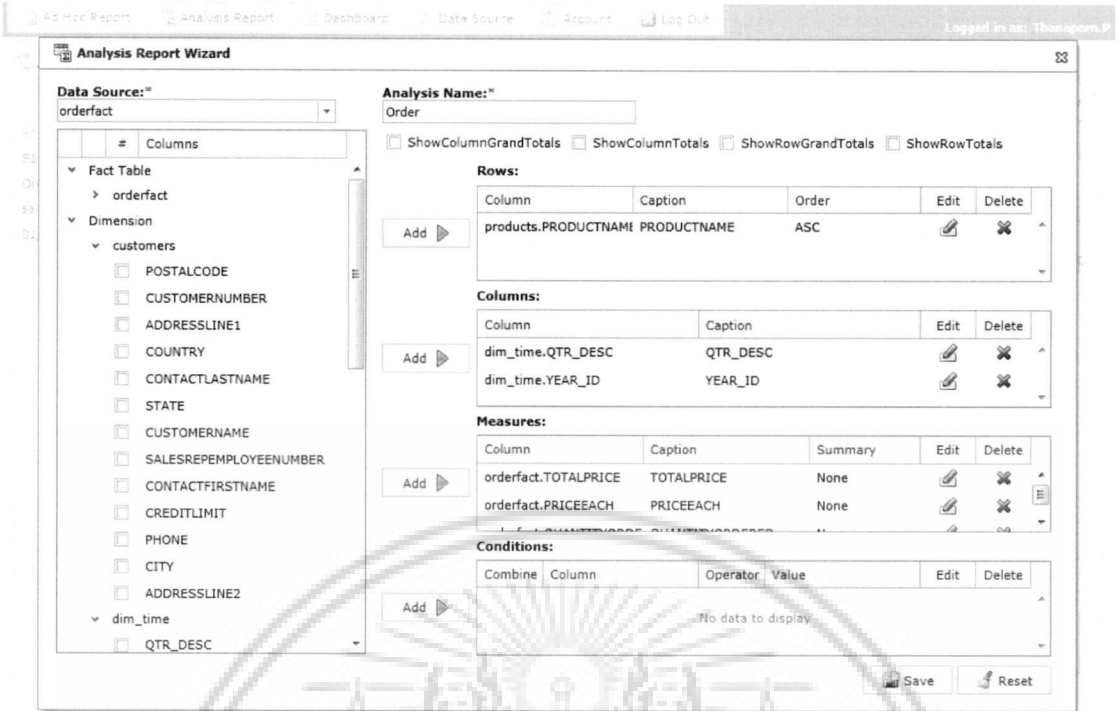 Ad Hoc Report Analysis Report Dashboard Data Source Account Log Out
Logged in as: Thanaporn.P
Analysis Report Wizard
Data Source:*
orderfact
Analysis Name:*
Order
ShowColumnGrandTotals ShowColumnTotals ShowRowGrandTotals ShowRowTotals
# Columns
Fact Table
orderfact
Dimension
customers
POSTALCODE
CUSTOMERNUMBER
ADDRESSLINE1
COUNTRY
CONTACTLASTNAME
STATE
CUSTOMERNAME
SALESREPEMPLOYEENUMBER
CONTACTFIRSTNAME
CREDITLIMIT
PHONE
CITY
ADDRESSLINE2
dim_time
QTR_DESC
Rows:
Column Caption Order Edit Delete
Add
products.PRODUCTNAME PRODUCTNAME ASC
Columns:
Column Caption Edit Delete
Add
dim_time.QTR_DESC QTR_DESC
dim_time.YEAR_ID YEAR_ID
Measures:
Column Caption Summary Edit Delete
Add
orderfact.TOTALPRICE TOTALPRICE None
orderfact.PRICEEACH PRICEEACH None
Conditions:
Combine Column Operator Value Edit Delete
Add
No data to display
Save Reset